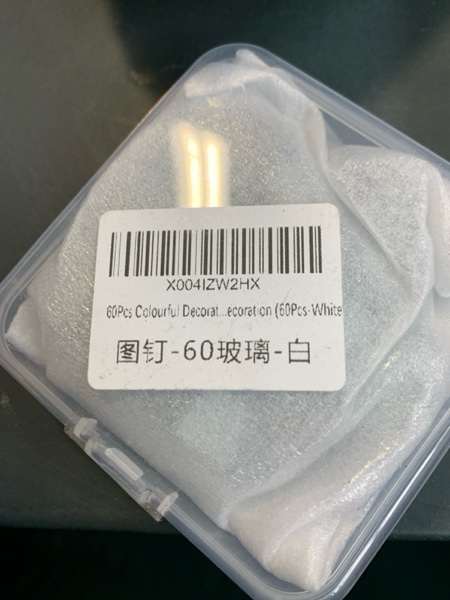 X004IZW2HX
60Pcs Colourful Decorat...ecoration (60Pcs-White
图钉-60玻璃-白